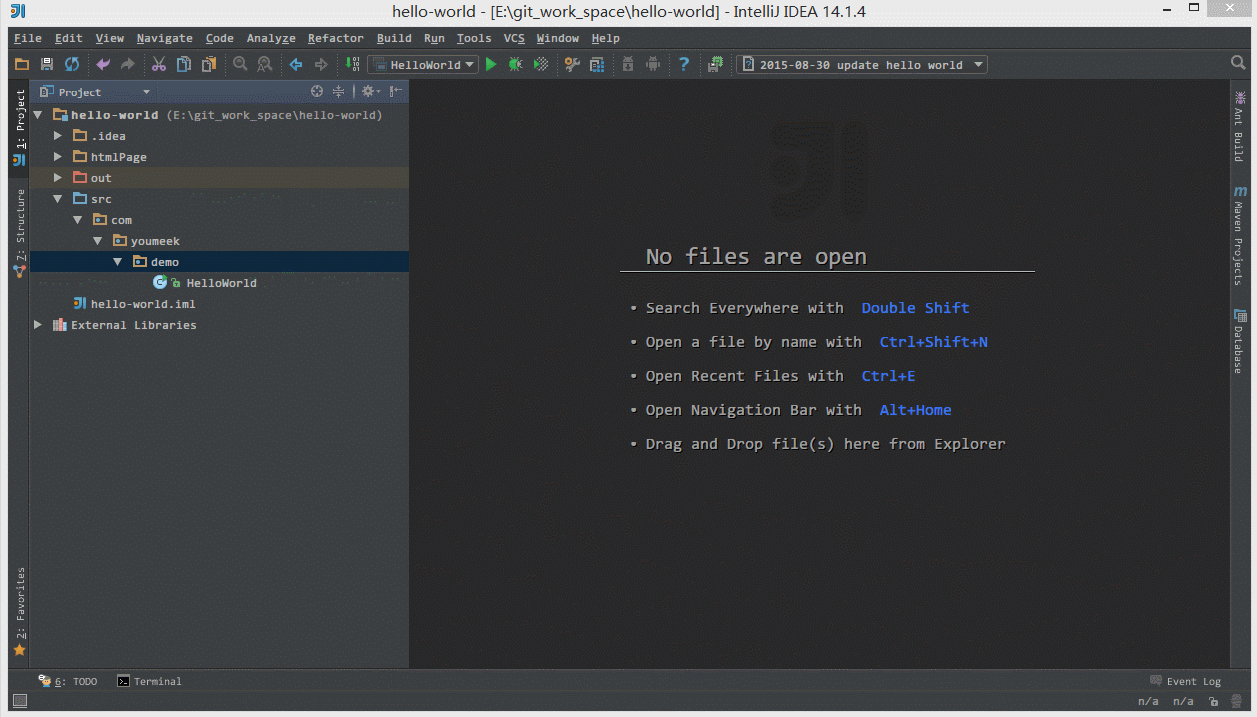 hello-world - [E:\git_work_space\hello-world] - IntelliJ IDEA 14.1.4
File Edit View Navigate Code Analyze Refactor Build Run Tools VCS Window Help
HelloWorld ? 2015-08-30 update hello world
1: Project
7: Structure
2: Favorites
Project
hello-world (E:\git_work_space\hello-world)
.idea
htmlPage
out
src
com
youmeek
demo
HelloWorld
hello-world.iml
External Libraries
No files are open
• Search Everywhere with Double Shift
• Open a file by name with Ctrl+Shift+N
• Open Recent Files with Ctrl+E
• Open Navigation Bar with Alt+Home
• Drag and Drop file(s) here from Explorer
Ant Build
Maven Projects
Database
6: TODO Terminal Event Log
n/a n/a